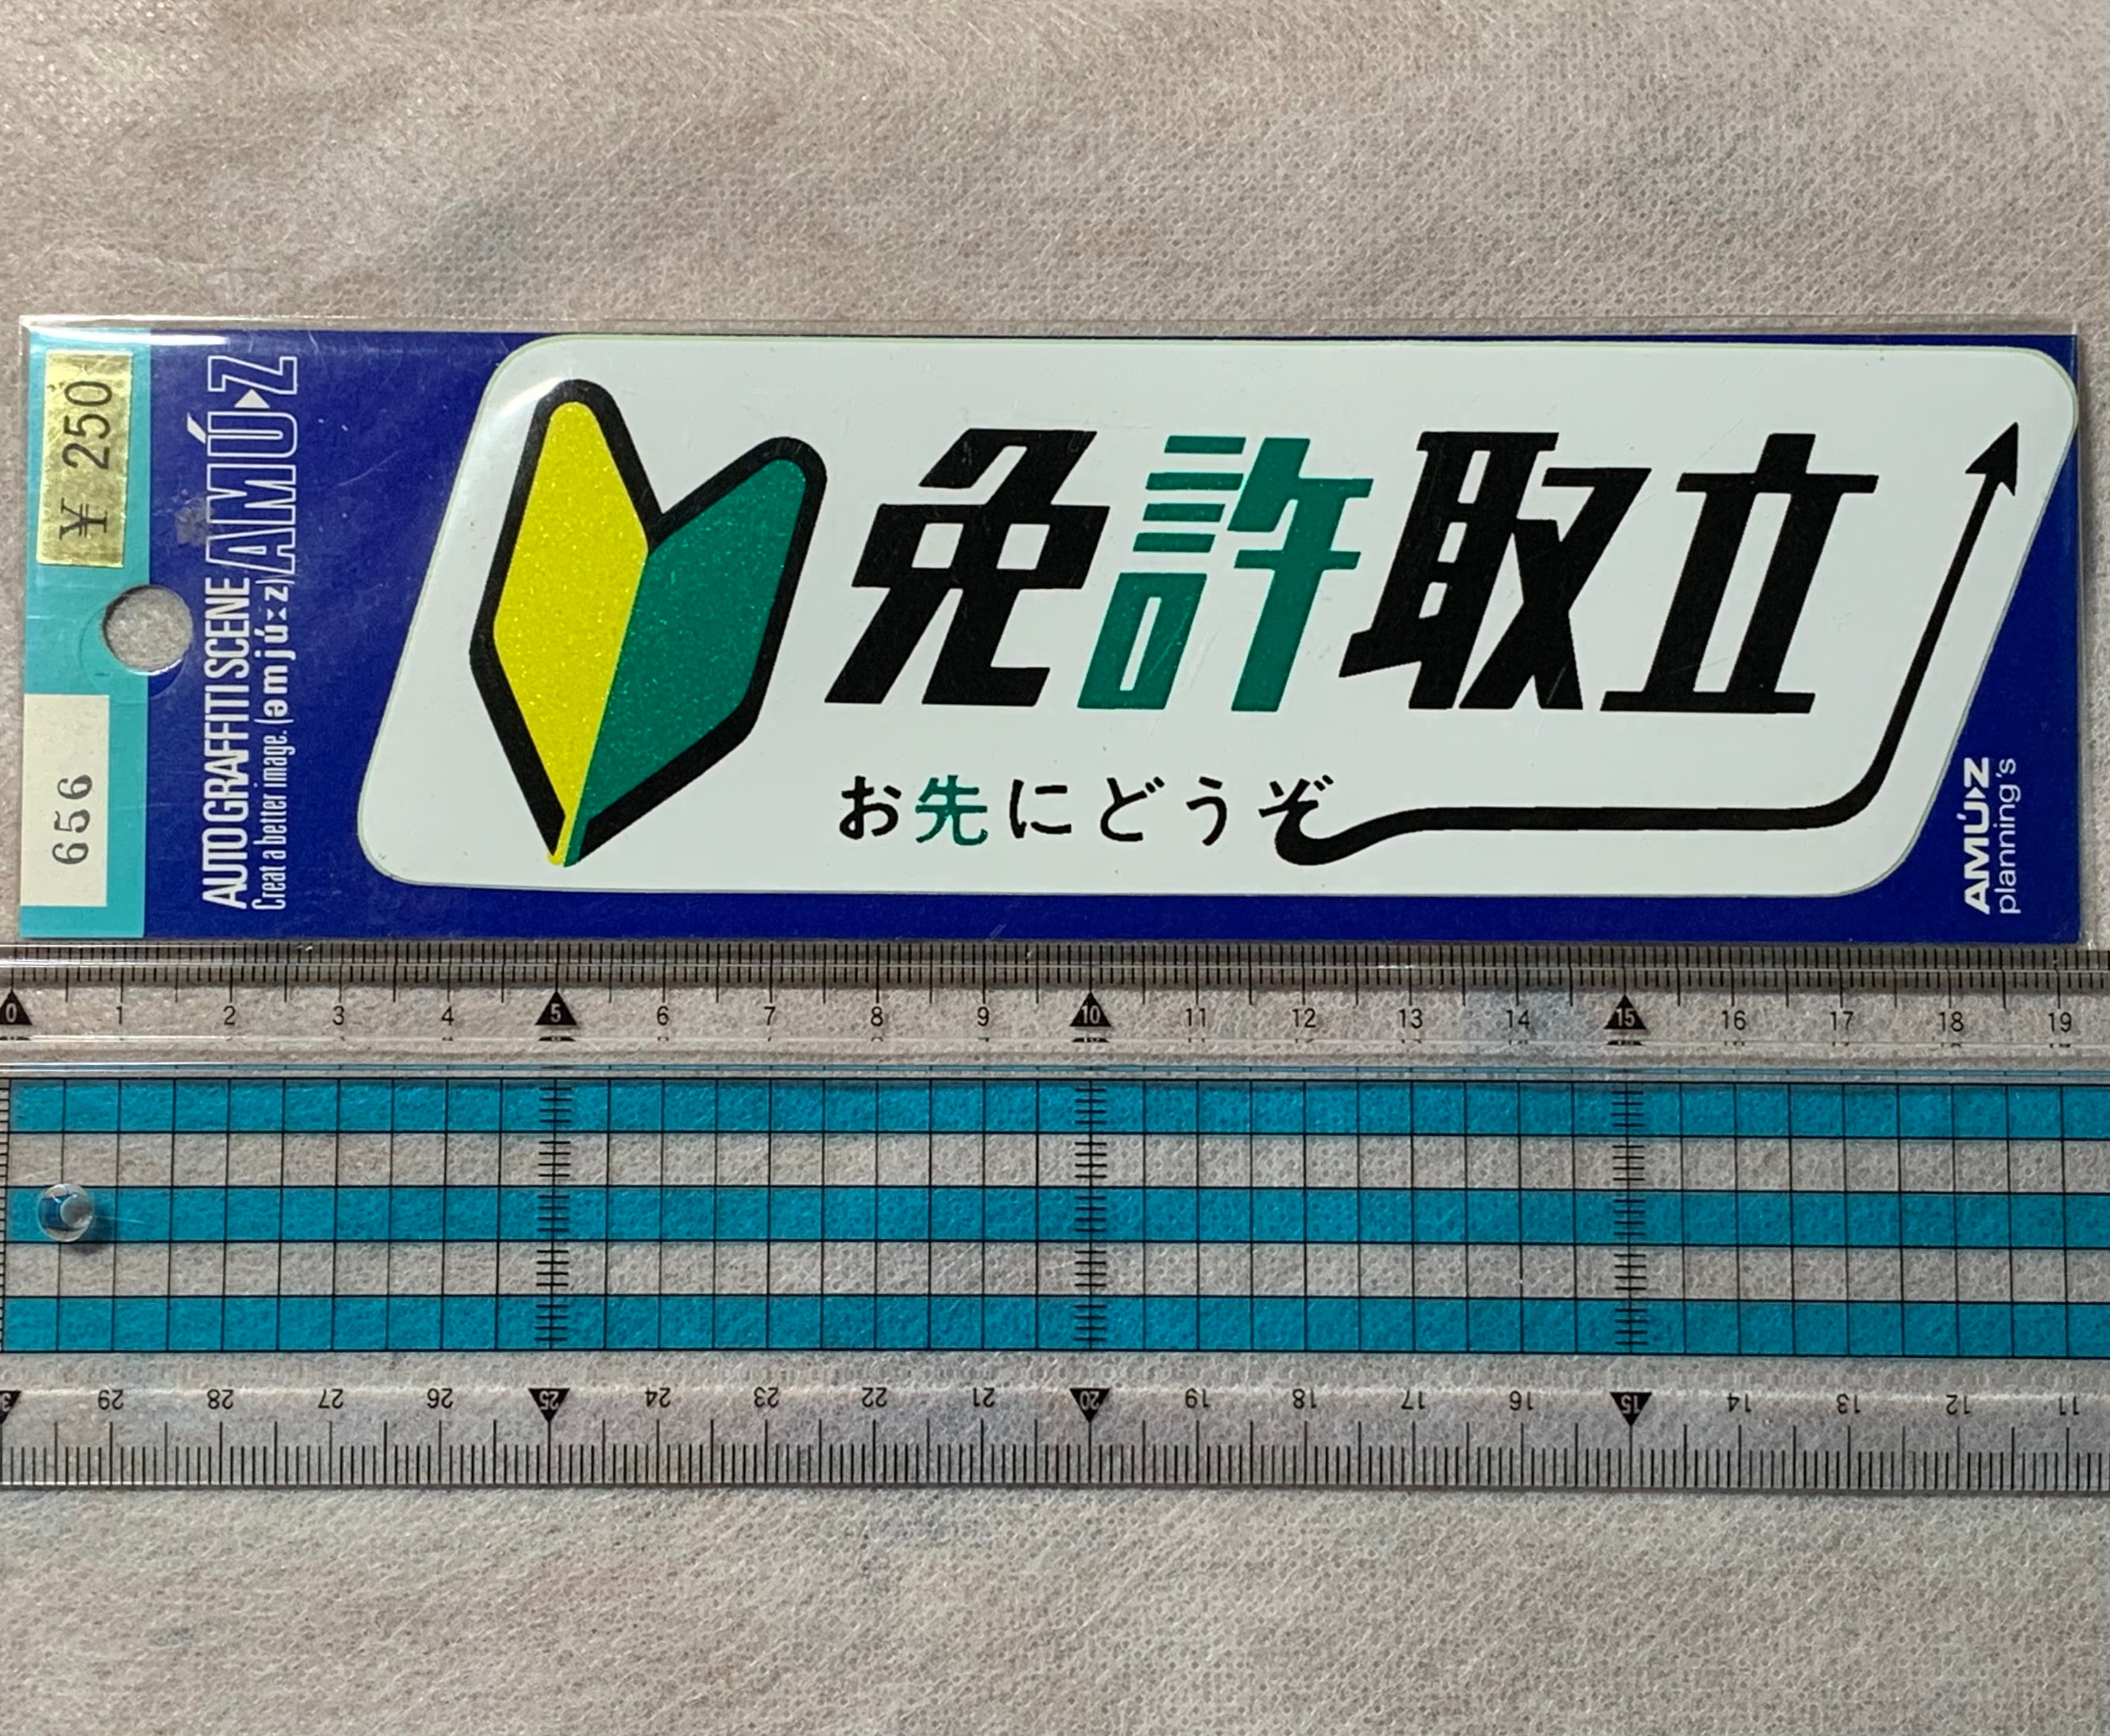 ¥ 250
656
AUTO GRAFFITI SCENE AMÚ▸Z
Creat a better image. (əmjú:z)
免許取立
お先にどうぞ
AMÚ▸Z
planning's
0 1 2 3 4 5 6 7 8 9 10 11 12 13 14 15 16 17 18 19
29 28 27 26 25 24 23 22 21 20 19 18 17 16 15 14 13 12 11